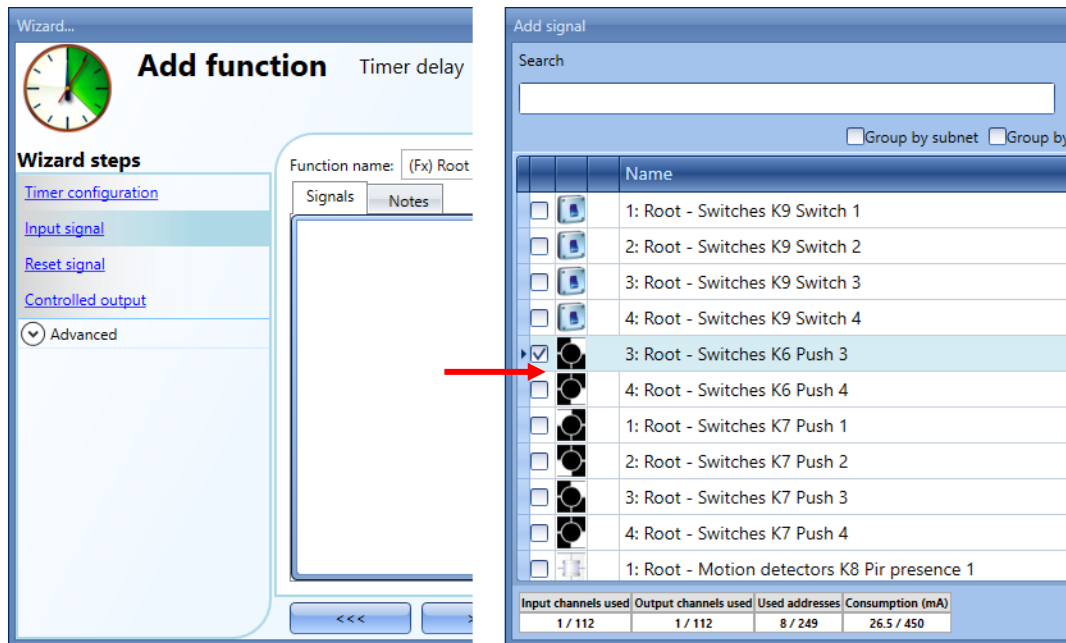 Wizard...
Add function Timer delay
Wizard steps
Timer configuration
Input signal
Reset signal
Controlled output
Advanced
Function name: (Fx) Root
Signals Notes
<<<
Add signal
Search
Group by subnet Group by
Name
1: Root - Switches K9 Switch 1
2: Root - Switches K9 Switch 2
3: Root - Switches K9 Switch 3
4: Root - Switches K9 Switch 4
3: Root - Switches K6 Push 3
4: Root - Switches K6 Push 4
1: Root - Switches K7 Push 1
2: Root - Switches K7 Push 2
3: Root - Switches K7 Push 3
4: Root - Switches K7 Push 4
1: Root - Motion detectors K8 Pir presence 1
Input channels used Output channels used Used addresses Consumption (mA)
1 / 112 1 / 112 8 / 249 26.5 / 450